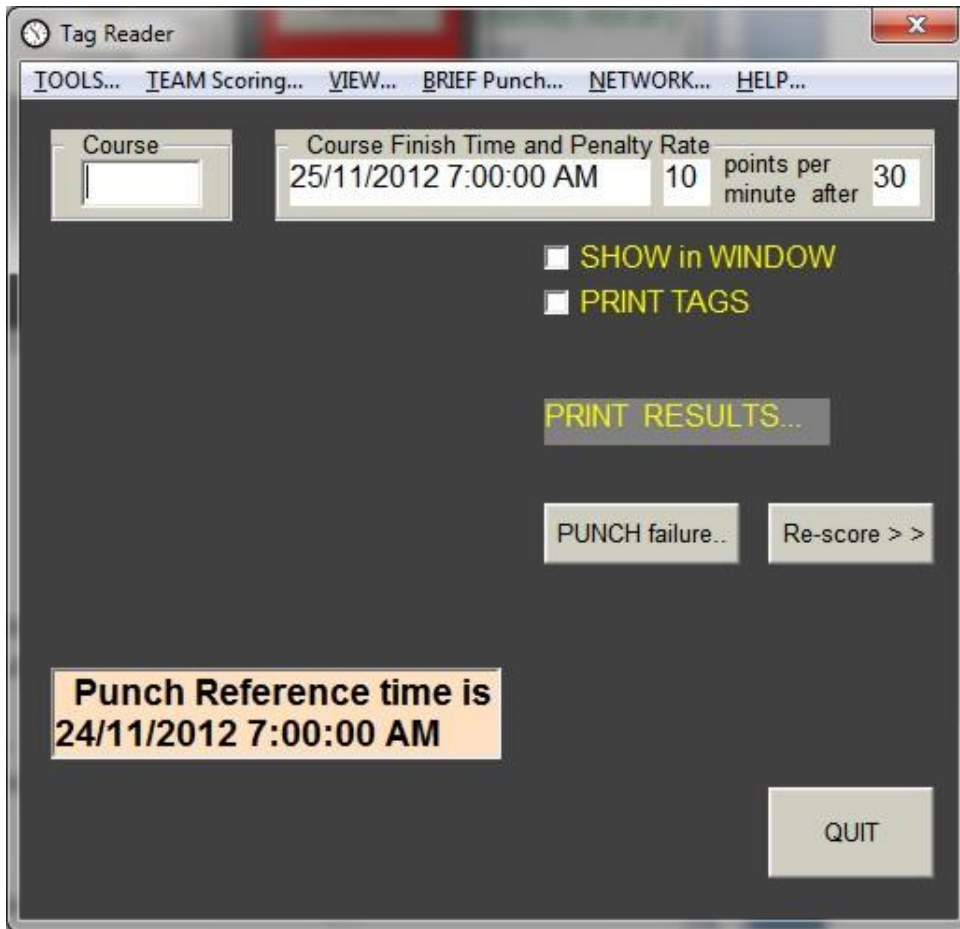 Tag Reader
TOOLS... TEAM Scoring... VIEW... BRIEF Punch... NETWORK... HELP...
Course
Course Finish Time and Penalty Rate
25/11/2012 7:00:00 AM 10 points per minute after 30
SHOW in WINDOW
PRINT TAGS
PRINT RESULTS...
PUNCH failure.. Re-score > >
Punch Reference time is
24/11/2012 7:00:00 AM
QUIT